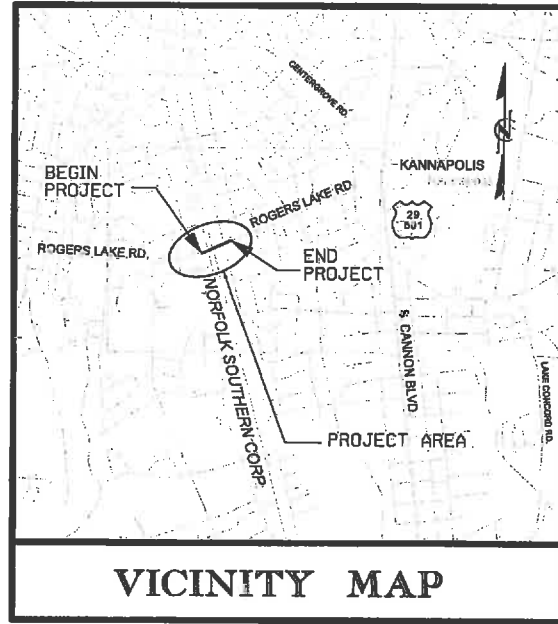 CENTERGROVE RD.
KANNAPOLIS
BEGIN
PROJECT
ROGERS LAKE RD
29
601
ROGERS LAKE RD.
END
PROJECT
NORFOLK SOUTHERN CORP
S. CANNON BLVD
LAKE CONCORD RD.
PROJECT AREA
VICINITY MAP